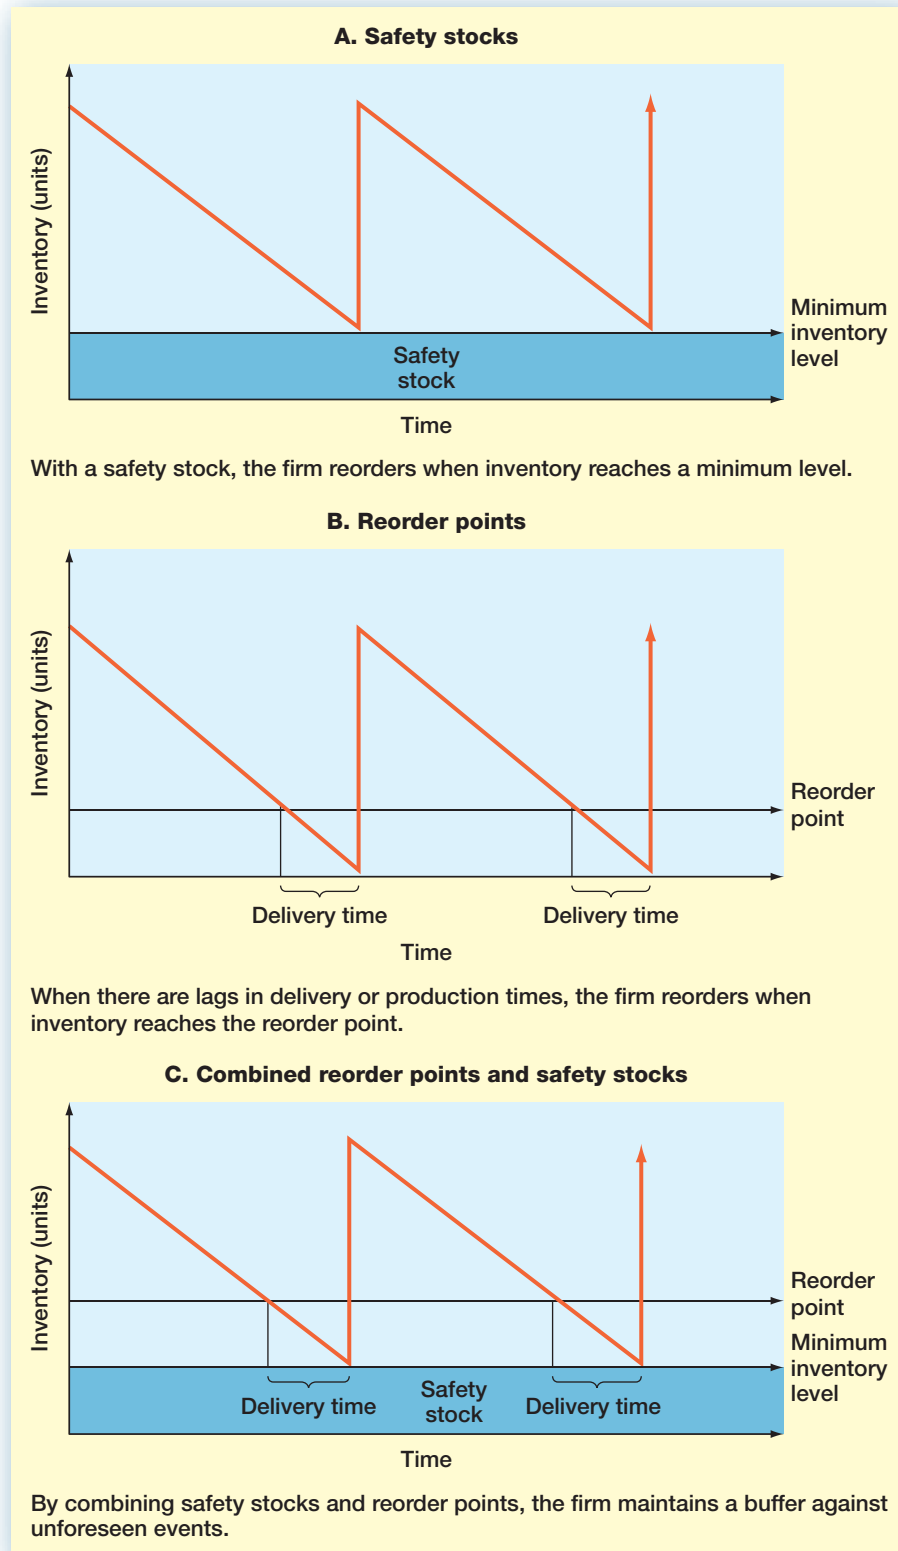 A. Safety stocks
Inventory (units)
Minimum
inventory
level
Safety
stock
Time
With a safety stock, the firm reorders when inventory reaches a minimum level.
B. Reorder points
Inventory (units)
Reorder
point
Delivery time
Delivery time
Time
When there are lags in delivery or production times, the firm reorders when
inventory reaches the reorder point.
C. Combined reorder points and safety stocks
Inventory (units)
Reorder
point
Minimum
inventory
level
Delivery time
Safety
stock
Delivery time
Time
By combining safety stocks and reorder points, the firm maintains a buffer against
unforeseen events.